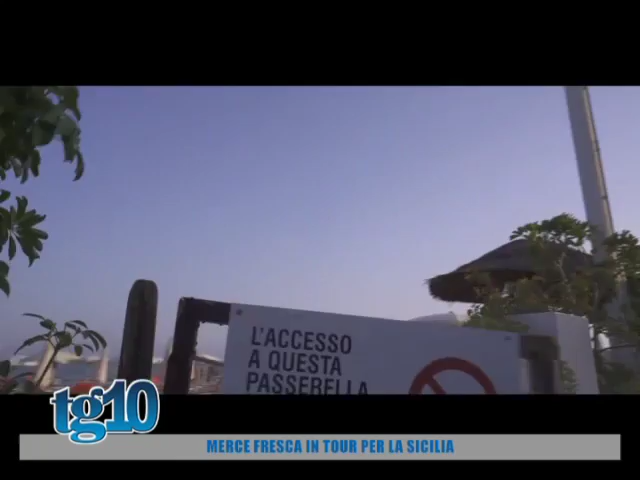 L'ACCESSO
A QUESTA
PASSERELLA
tg10
MERCE FRESCA IN TOUR PER LA SICILIA